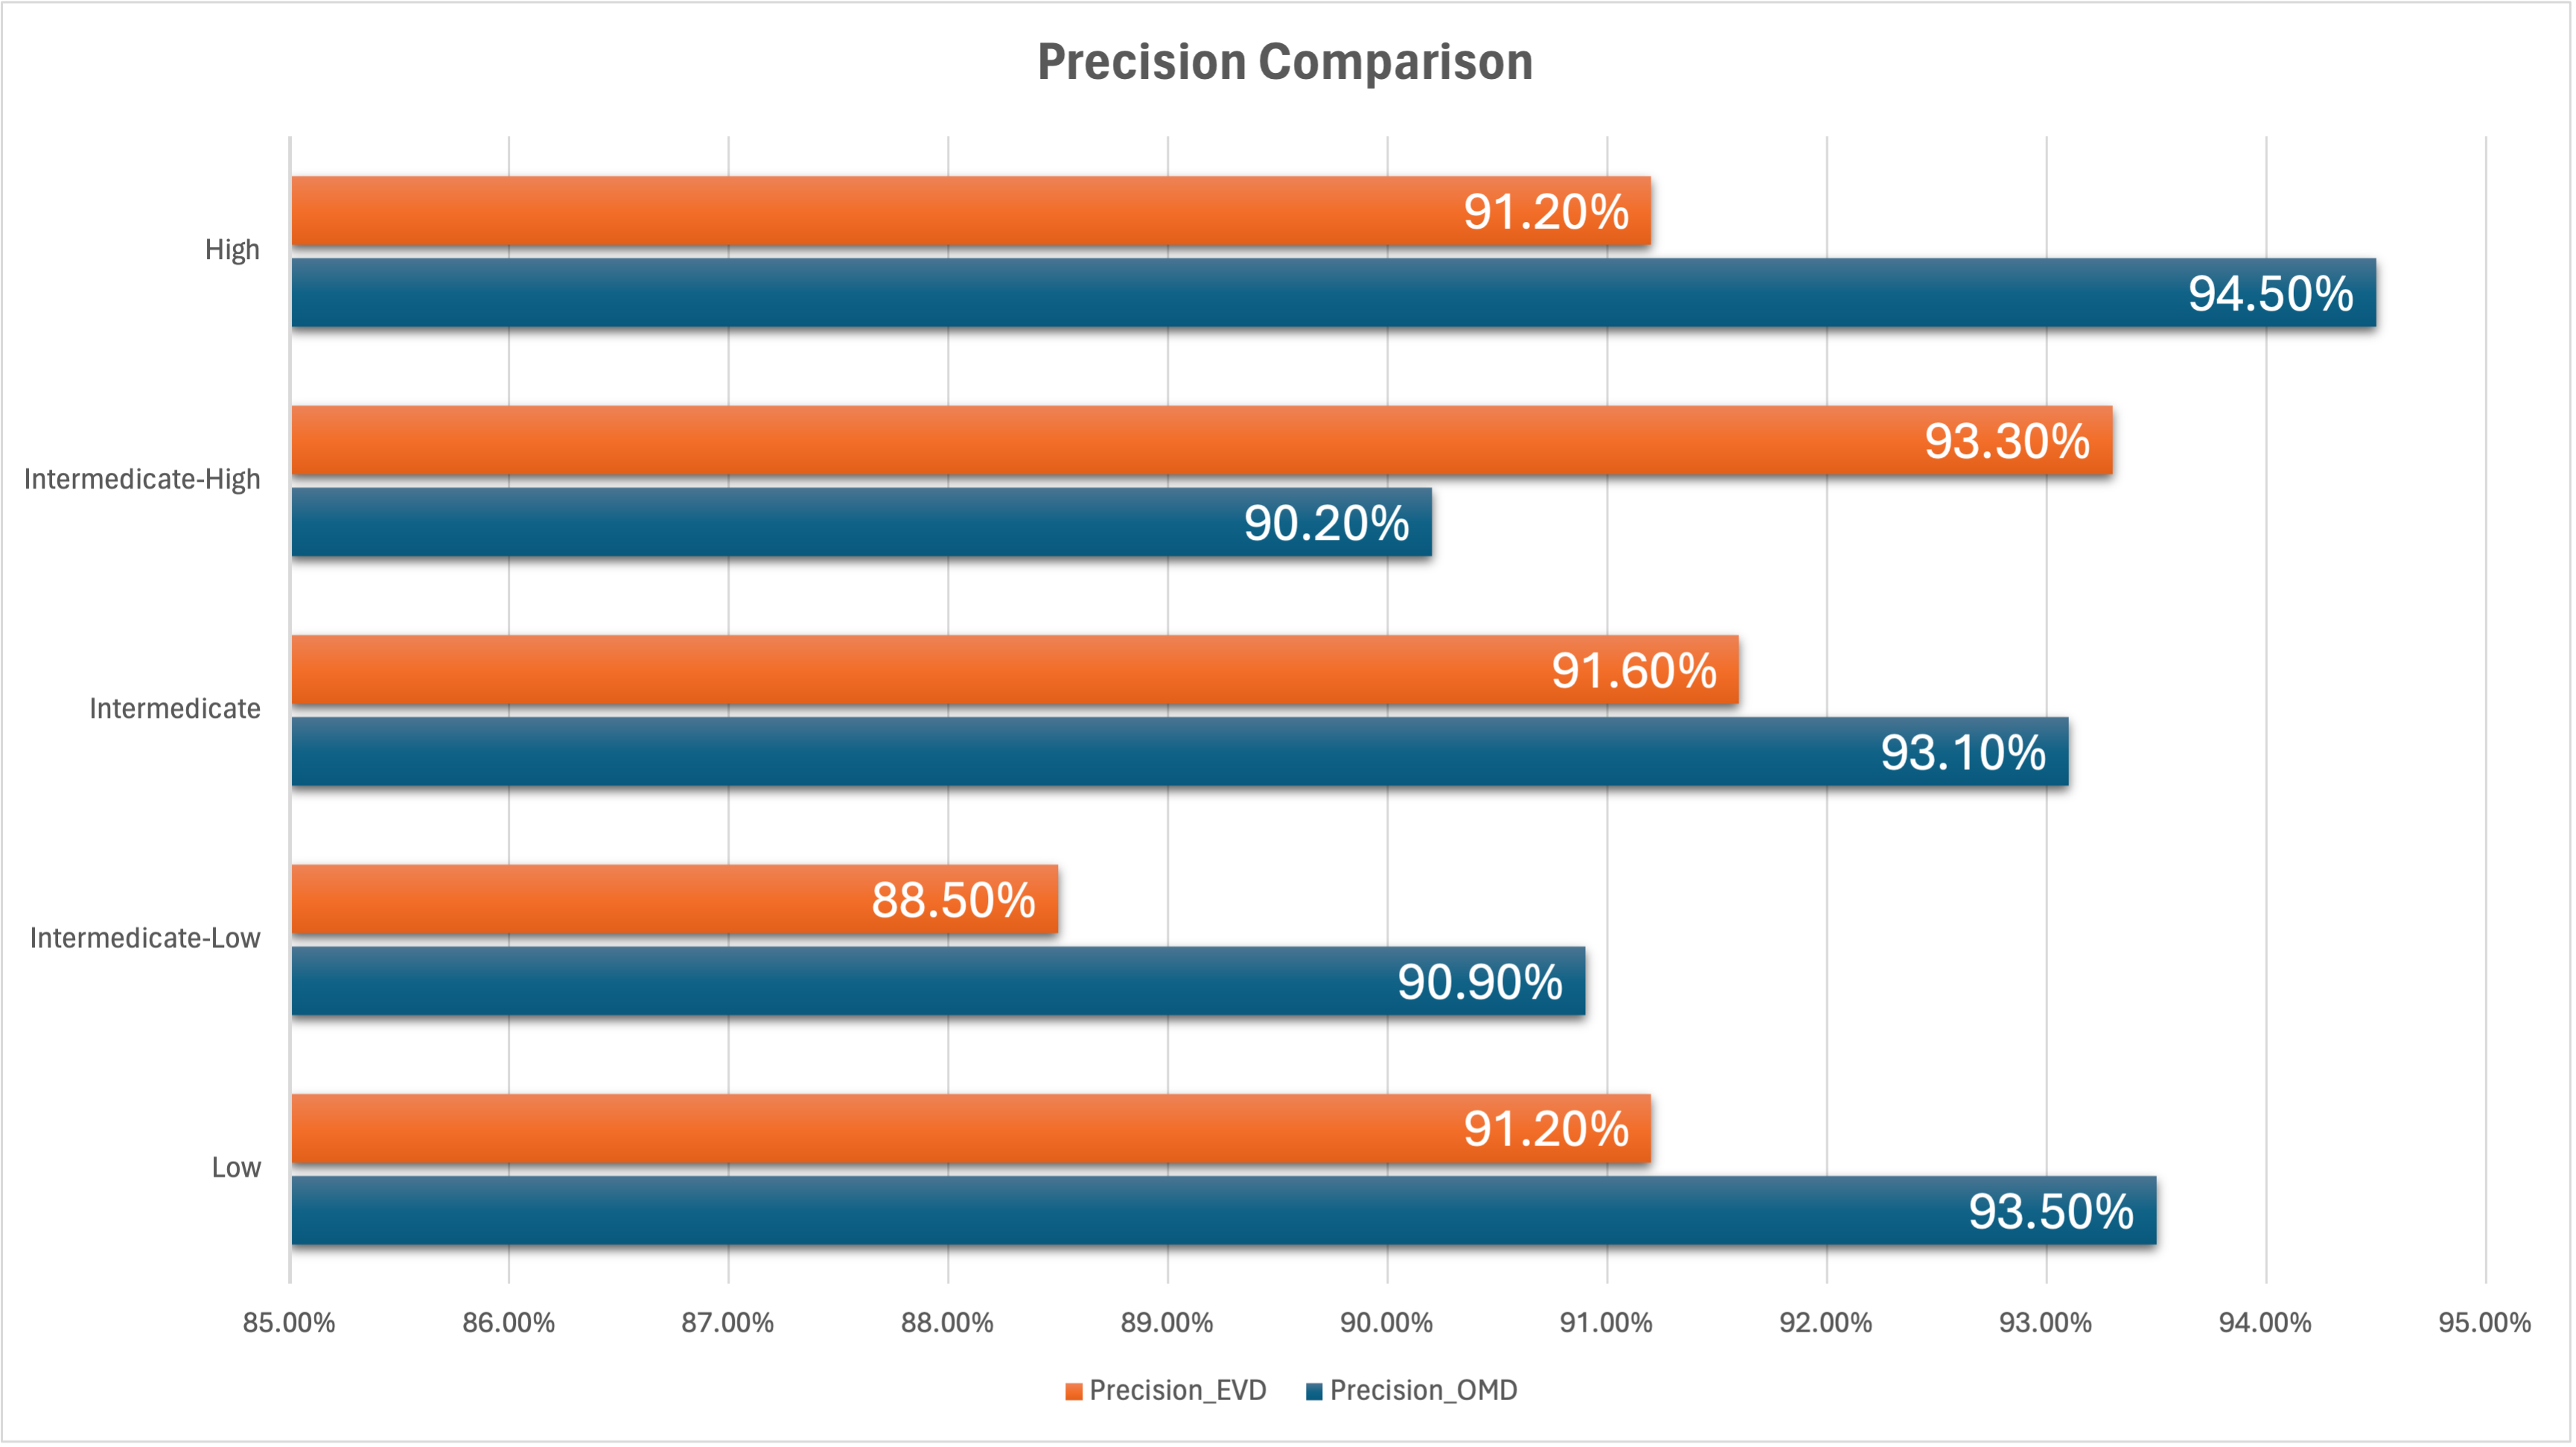 Precision Comparison
High
91.20%
94.50%
Intermedicate-High
93.30%
90.20%
Intermedicate
91.60%
93.10%
Intermedicate-Low
88.50%
90.90%
Low
91.20%
93.50%
85.00% 86.00% 87.00% 88.00% 89.00% 90.00% 91.00% 92.00% 93.00% 94.00% 95.00%
Precision_EVD Precision_OMD